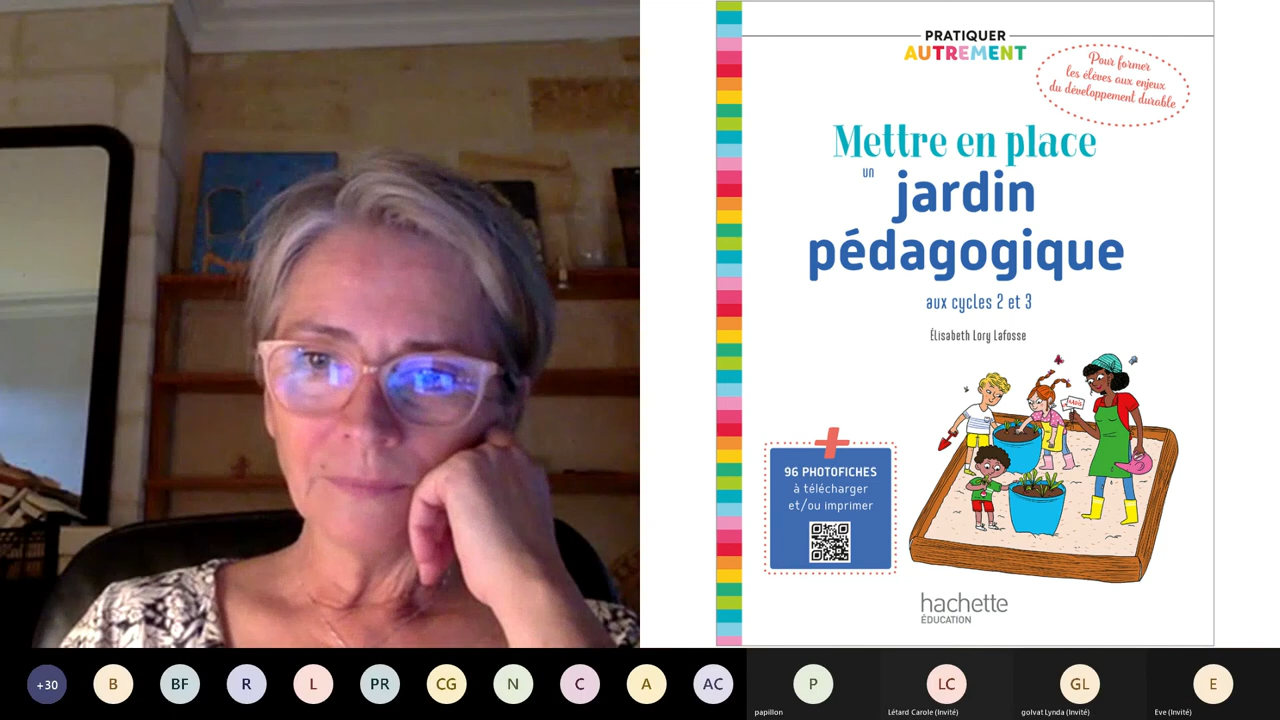 PRATIQUER
AUTREMENT
Pour former
les élèves aux enjeux
du développement durable
Mettre en place
un
jardin
pédagogique
aux cycles 2 et 3
Élisabeth Lory Lafosse
96 PHOTOFICHES
à télécharger
et/ou imprimer
hachette
ÉDUCATION
+30
B
BF
R
L
PR
CG
N
C
A
AC
P
LC
GL
E
papillon
Létard Carole (Invité)
golvat Lynda (Invité)
Eve (Invité)